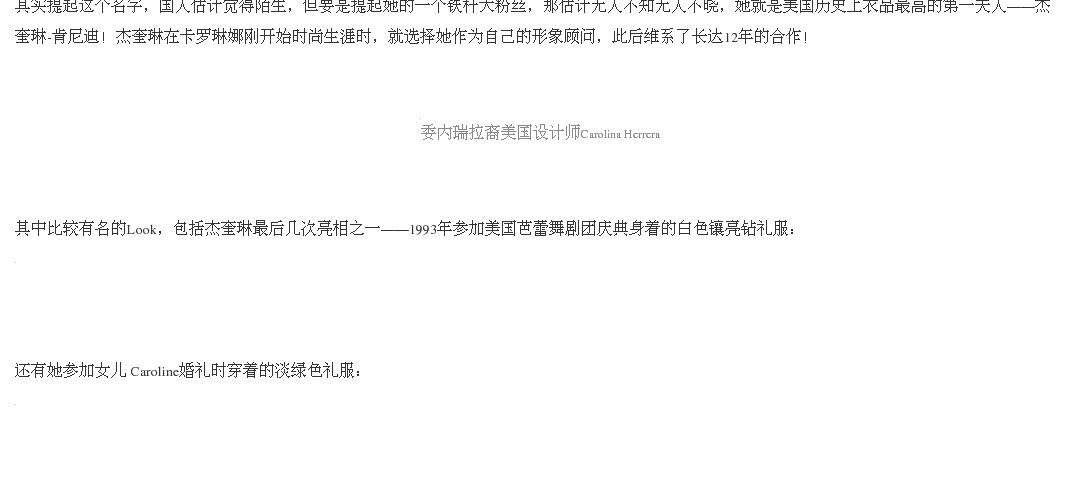 其实提起这个名字，国人估计觉得陌生，但要是提起她的一个铁杆大粉丝，那估计无人不知无人不晓，她就是美国历史上衣品最高的第一夫人——杰
奎琳-肯尼迪！杰奎琳在卡罗琳娜刚开始时尚生涯时，就选择她作为自己的形象顾问，此后维系了长达12年的合作！
委内瑞拉裔美国设计师Carolina Herrera
其中比较有名的Look，包括杰奎琳最后几次亮相之一——1993年参加美国芭蕾舞剧团庆典身着的白色镶亮钻礼服：
还有她参加女儿 Caroline婚礼时穿着的淡绿色礼服：